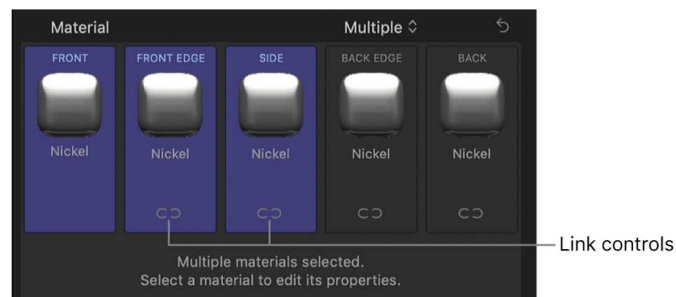 Material Multiple
FRONT FRONT EDGE SIDE BACK EDGE BACK
Nickel Nickel Nickel Nickel Nickel
Link controls
Multiple materials selected.
Select a material to edit its properties.